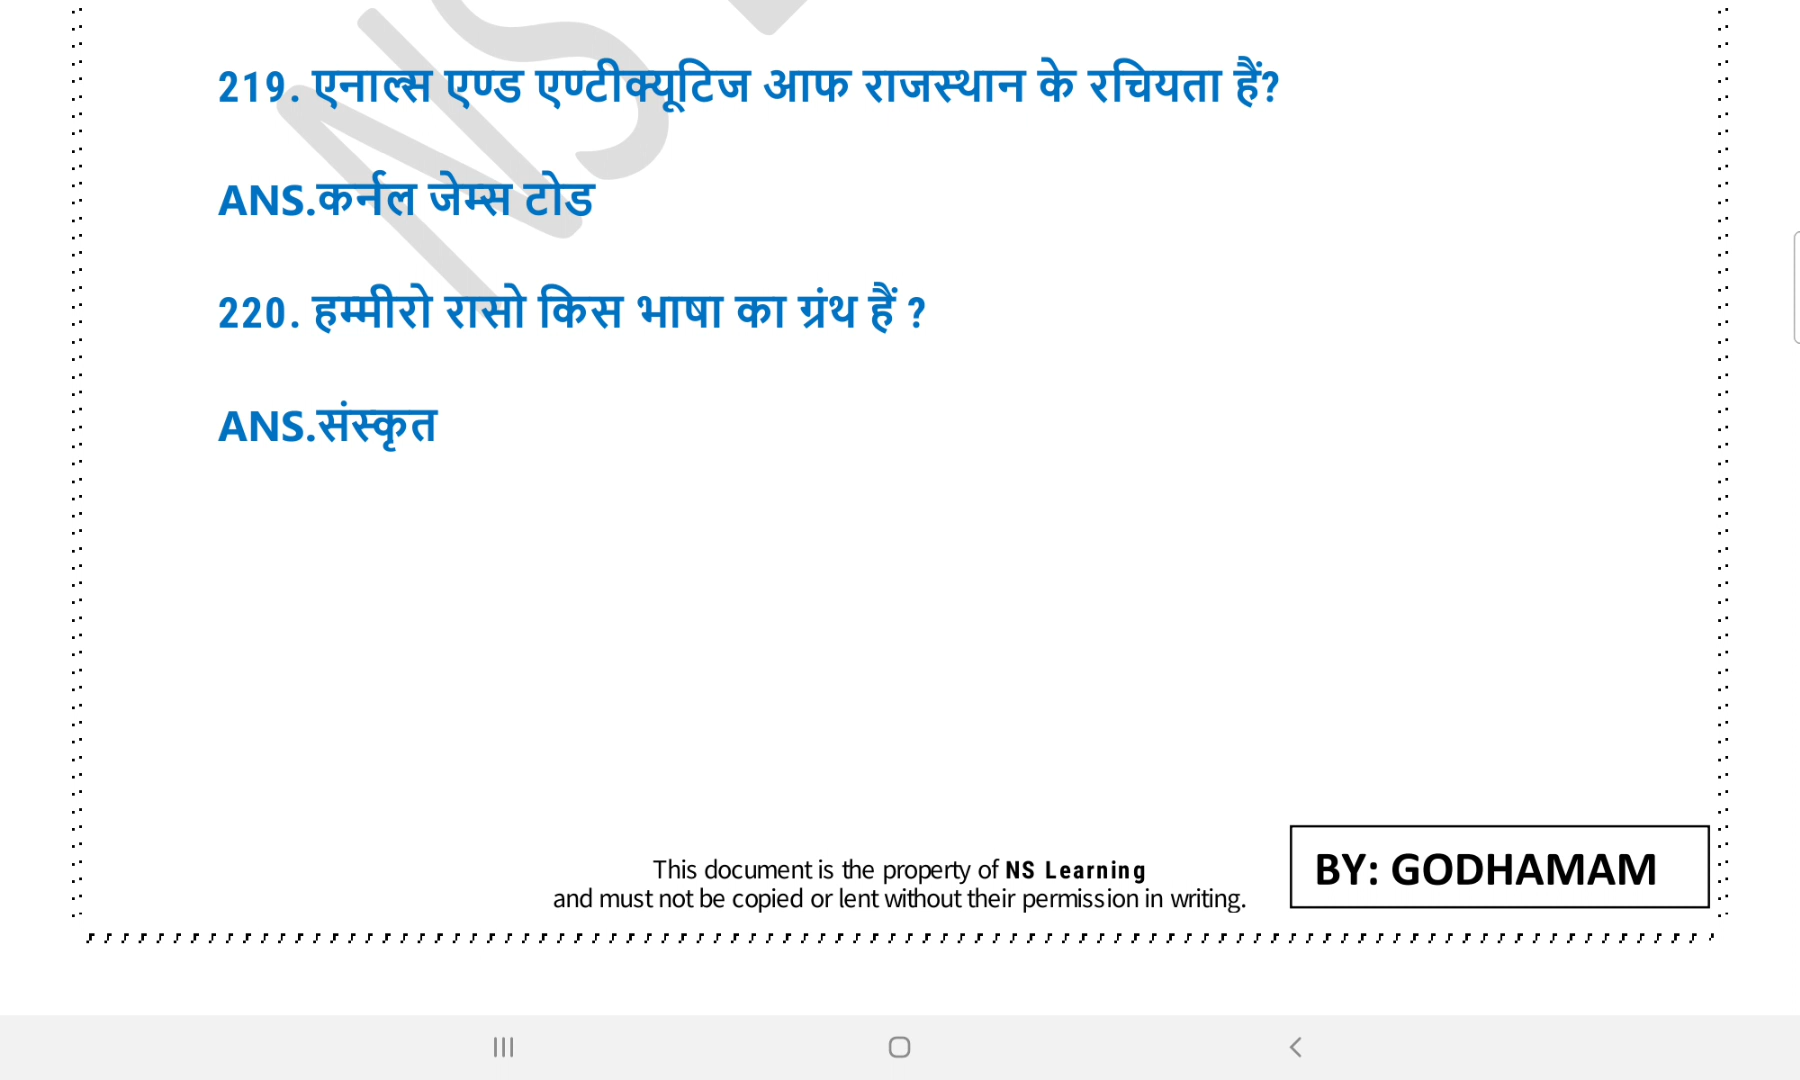 219. एनाल्स एण्ड एण्टीक्यूटिज आफ राजस्थान के रचियता हैं?
ANS.कर्नल जेम्स टोड
220. हम्मीरो रासो किस भाषा का ग्रंथ हैं ?
ANS.संस्कृत
This document is the property of NS Learning
and must not be copied or lent without their permission in writing.
BY: GODHAMAM
NS